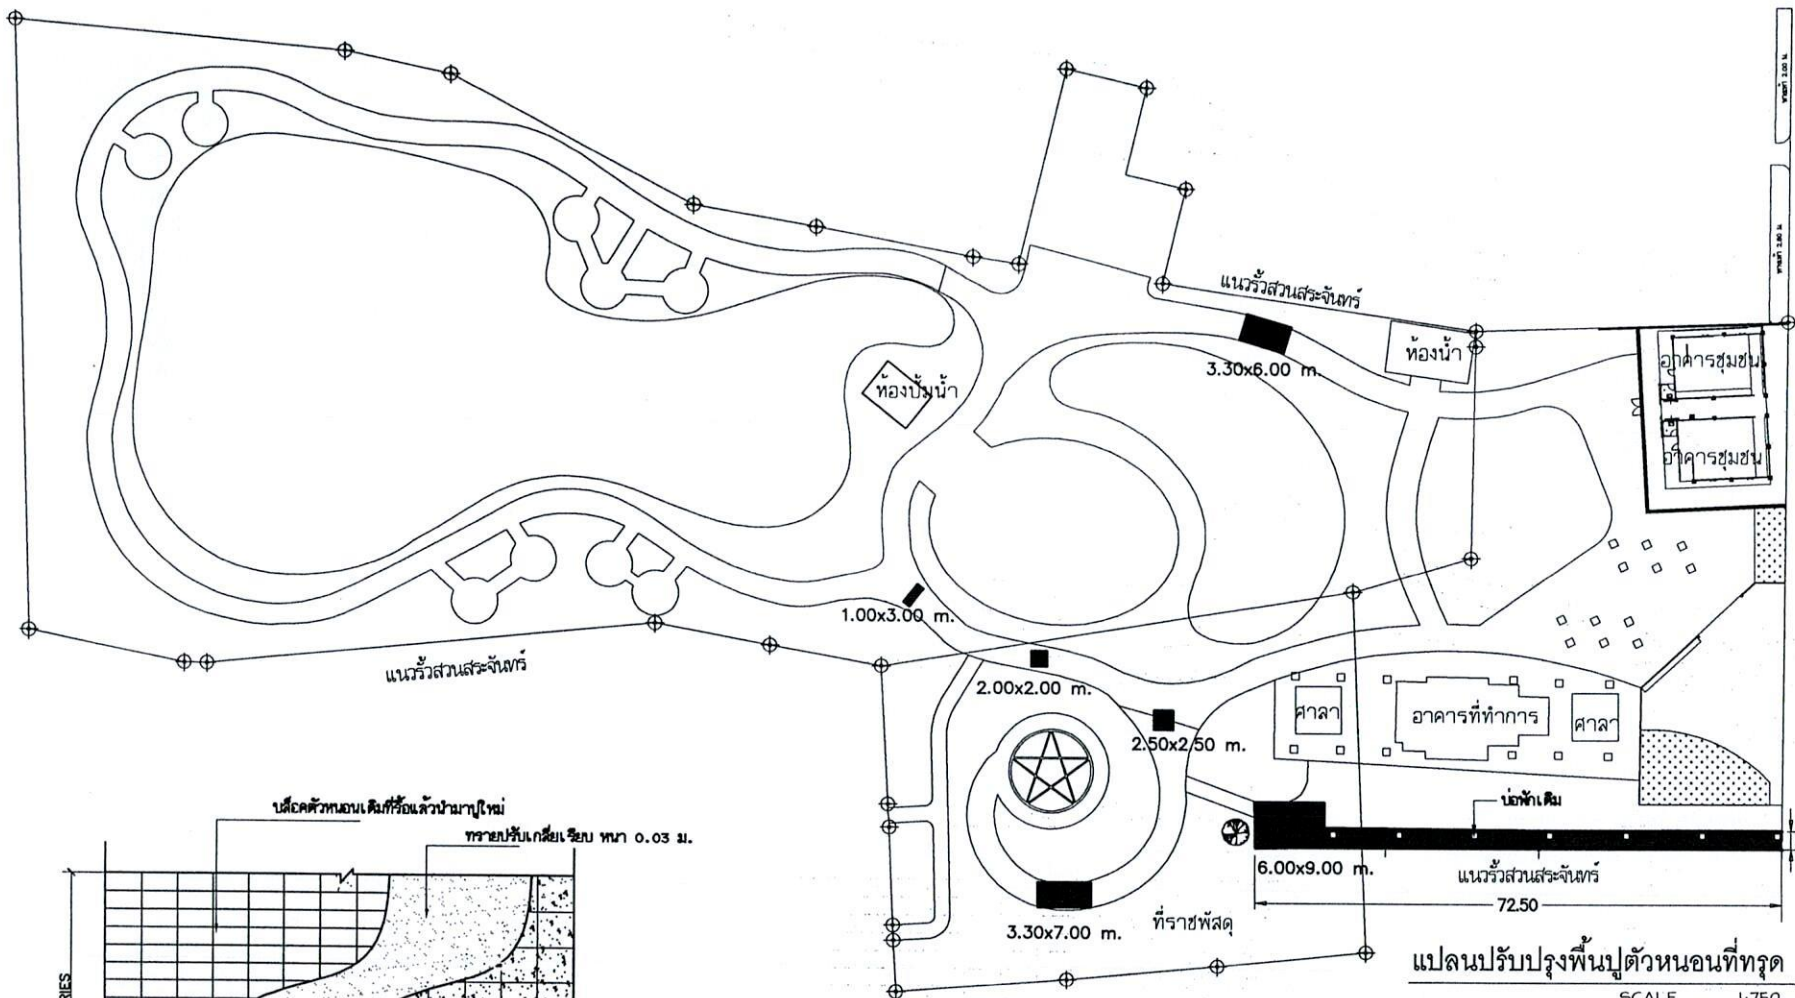 แนวรั้วสวนสระจันทร์
ห้องน้ำ
3.30x6.00 m.
อาคารชุมชน
ห้องปั้มน้ำ
อาคารชุมชน
1.00x3.00 m.
แนวรั้วสวนสระจันทร์
2.00x2.00 m.
ศาลา
อาคารที่ทำการ
ศาลา
2.50x2.50 m.
บล็อคตัวหนอนเดิมที่รื้อแล้วนำมาปูใหม่
บ่อพักเดิม
ทรายปรับเกลี่ยเรียบ หนา 0.03 ม.
6.00x9.00 m.
แนวรั้วสวนสระจันทร์
72.50
3.30x7.00 m.
ที่ราชพัสดุ
แปลนปรับปรุงพื้นปูตัวหนอนที่ทรุด
SCALE 1:750